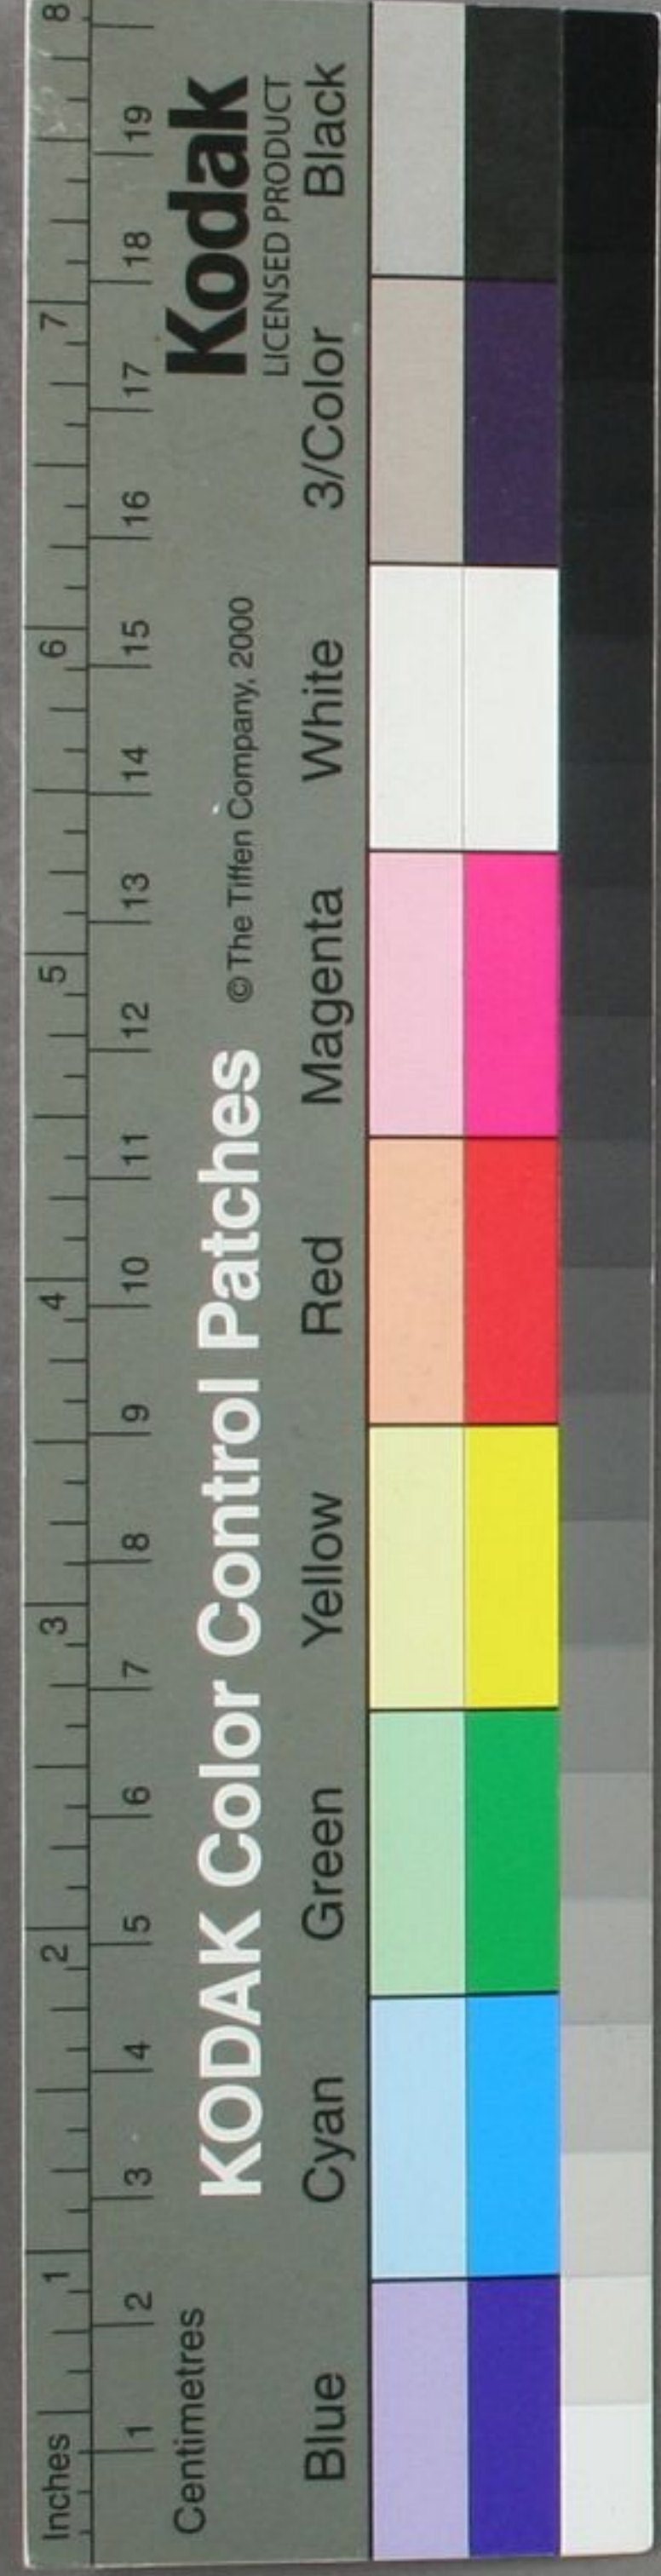 Inches 1 2 3 4 5 6 7 8
1 2 3 4 5 6 7 8 9 10 11 12 13 14 15 16 17 18 19
Centimetres
KODAK Color Control Patches © The Tiffen Company, 2000 Kodak
LICENSED PRODUCT
Blue Cyan Green Yellow Red Magenta White 3/Color Black